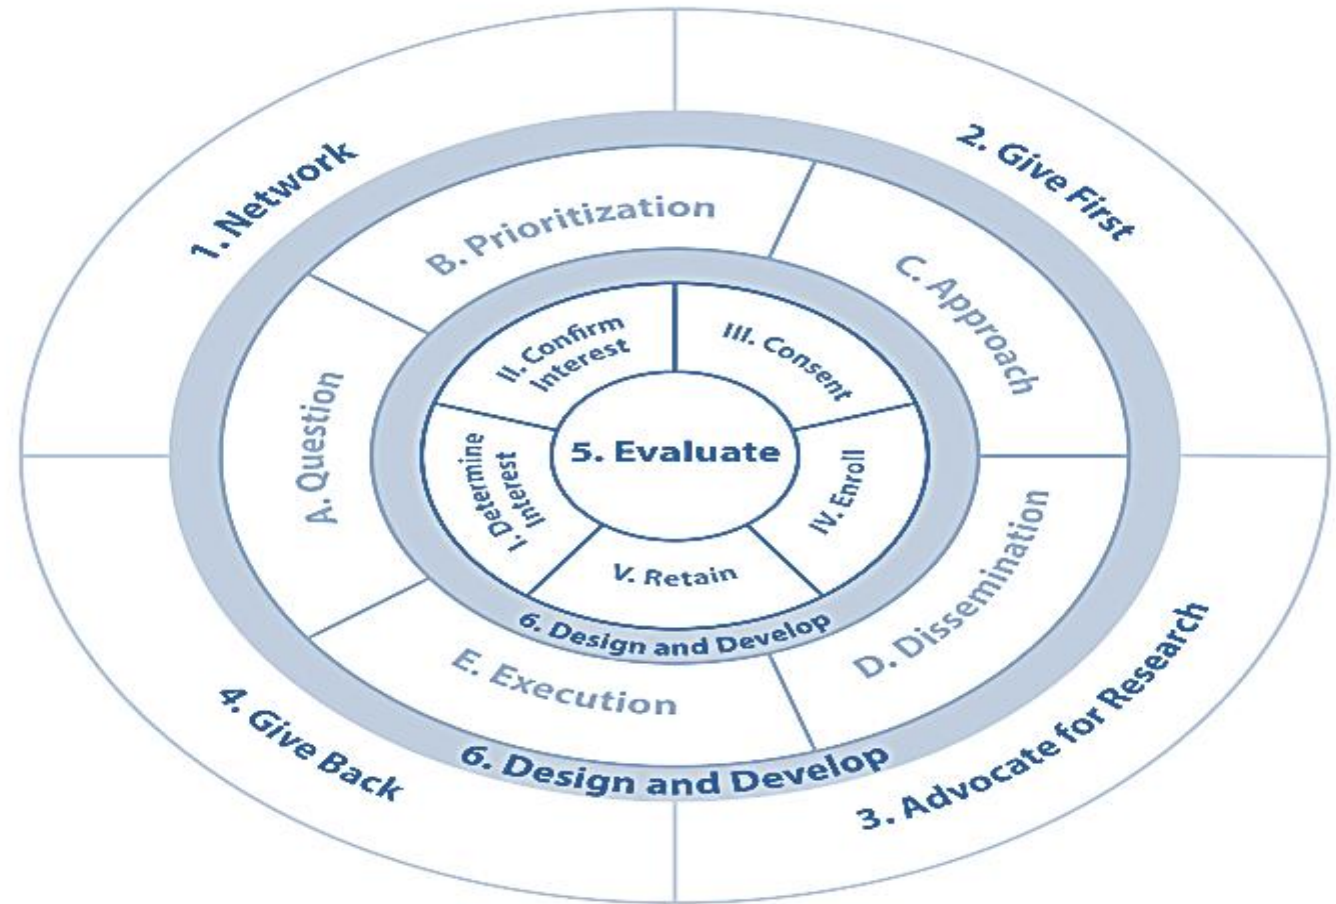 1. Network
2. Give First
3. Advocate for Research
4. Give Back
6. Design and Develop
A. Question
B. Prioritization
C. Approach
D. Dissemination
E. Execution
6. Design and Develop
I. Determine
Interest
II. Confirm
Interest
III. Consent
IV. Enroll
V. Retain
5. Evaluate